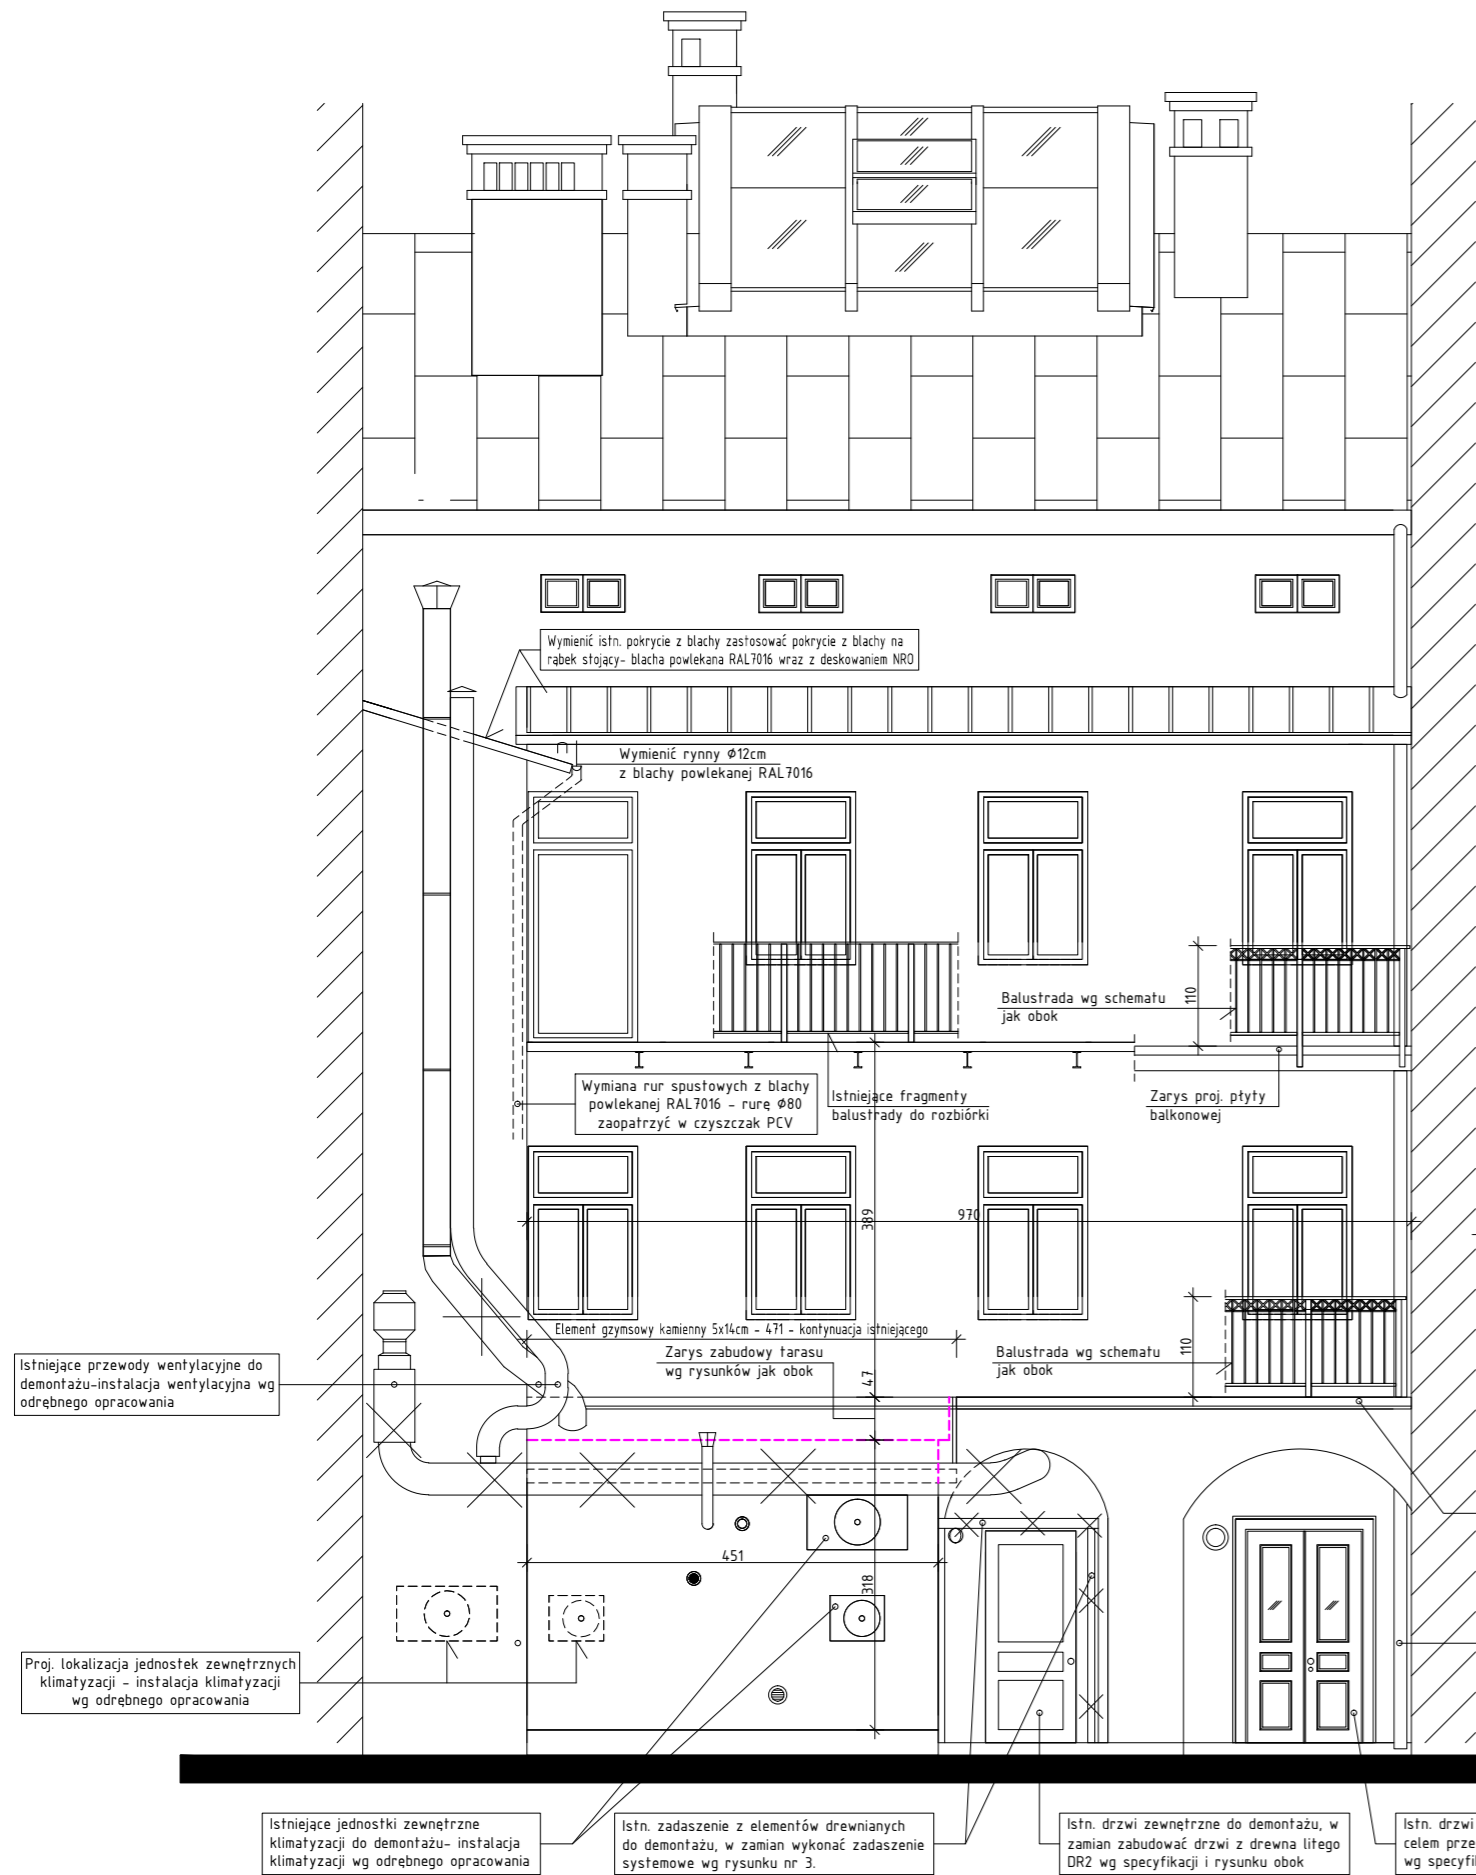 Wymienić istn. pokrycie z blachy zastosować pokrycie z blachy na
rąbek stojący- blacha powlekana RAL7016 wraz z deskowaniem NRO
Wymienić rynny Ø12cm
z blachy powlekanej RAL7016
110
Balustrada wg schematu
jak obok
Wymiana rur spustowych z blachy
powlekanej RAL7016 - rurę Ø80
zaopatrzyć w czyszczak PCV
Istniejące fragmenty
balustrady do rozbiórki
Zarys proj. płyty
balkonowej
389
970
Element gzymsowy kamienny 5x14cm - 471 - kontynuacja istniejącego
Zarys zabudowy tarasu
wg rysunków jak obok
47
Balustrada wg schematu
jak obok
110
Istniejące przewody wentylacyjne do
demontażu-instalacja wentylacyjna wg
odrębnego opracowania
451
318
Proj. lokalizacja jednostek zewnętrznych
klimatyzacji - instalacja klimatyzacji
wg odrębnego opracowania
Istniejące jednostki zewnętrzne
klimatyzacji do demontażu- instalacja
klimatyzacji wg odrębnego opracowania
Istn. zadaszenie z elementów drewnianych
do demontażu, w zamian wykonać zadaszenie
systemowe wg rysunku nr 3.
Istn. drzwi zewnętrzne do demontażu, w
zamian zabudować drzwi z drewna litego
DR2 wg specyfikacji i rysunku obok
Istn. drzwi
celem prze
wg specyfi